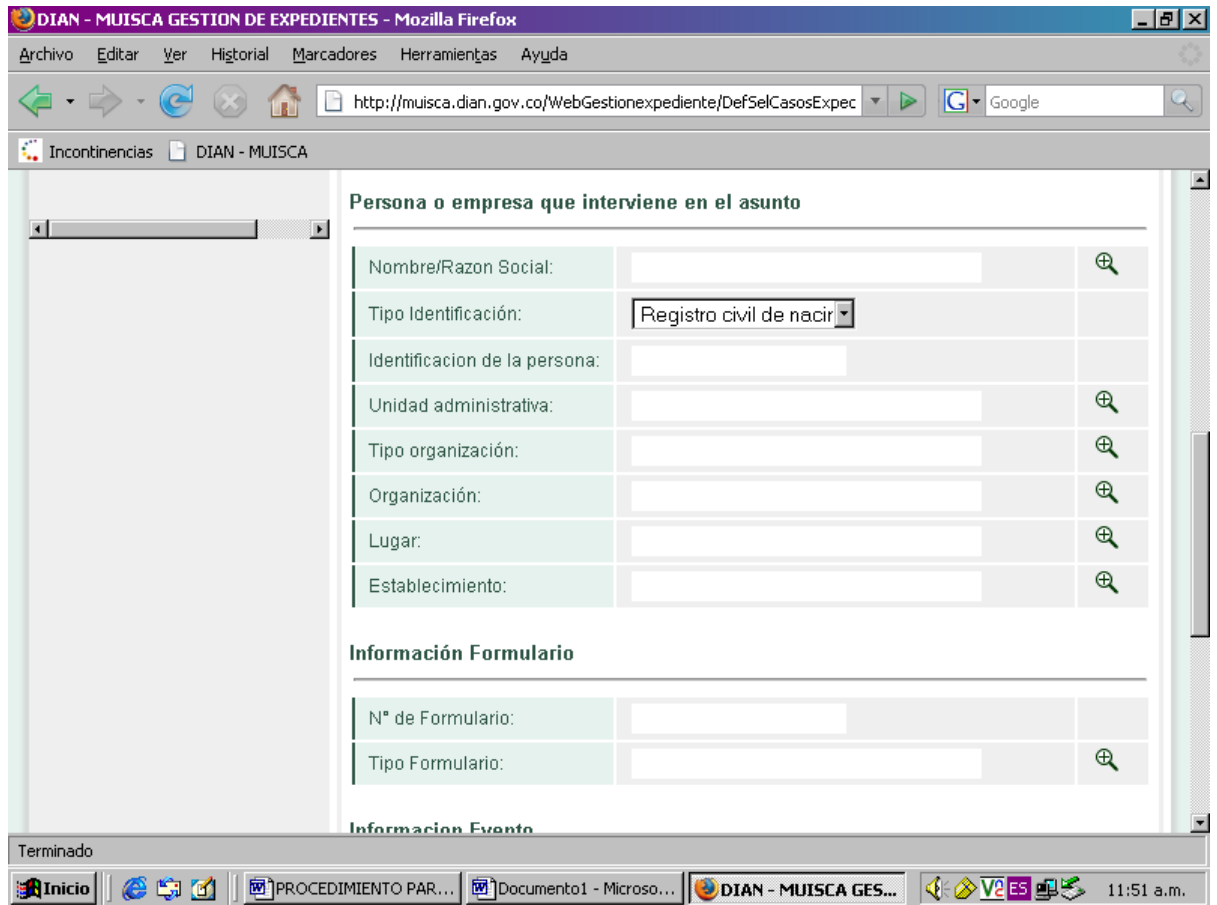 DIAN - MUISCA GESTION DE EXPEDIENTES - Mozilla Firefox
Archivo Editar Ver Historial Marcadores Herramientas Ayuda
http://muisca.dian.gov.co/WebGestionexpediente/DefSelCasosExpec G Google
Incontinencias DIAN - MUISCA
Persona o empresa que interviene en el asunto
Nombre/Razon Social:
Tipo Identificación: Registro civil de nacir
Identificacion de la persona:
Unidad administrativa:
Tipo organización:
Organización:
Lugar:
Establecimiento:
Información Formulario
N° de Formulario:
Tipo Formulario:
Informacion Evento
Terminado
Inicio PROCEDIMIENTO PAR... Documento1 - Microso... DIAN - MUISCA GES... V2 ES 11:51 a.m.